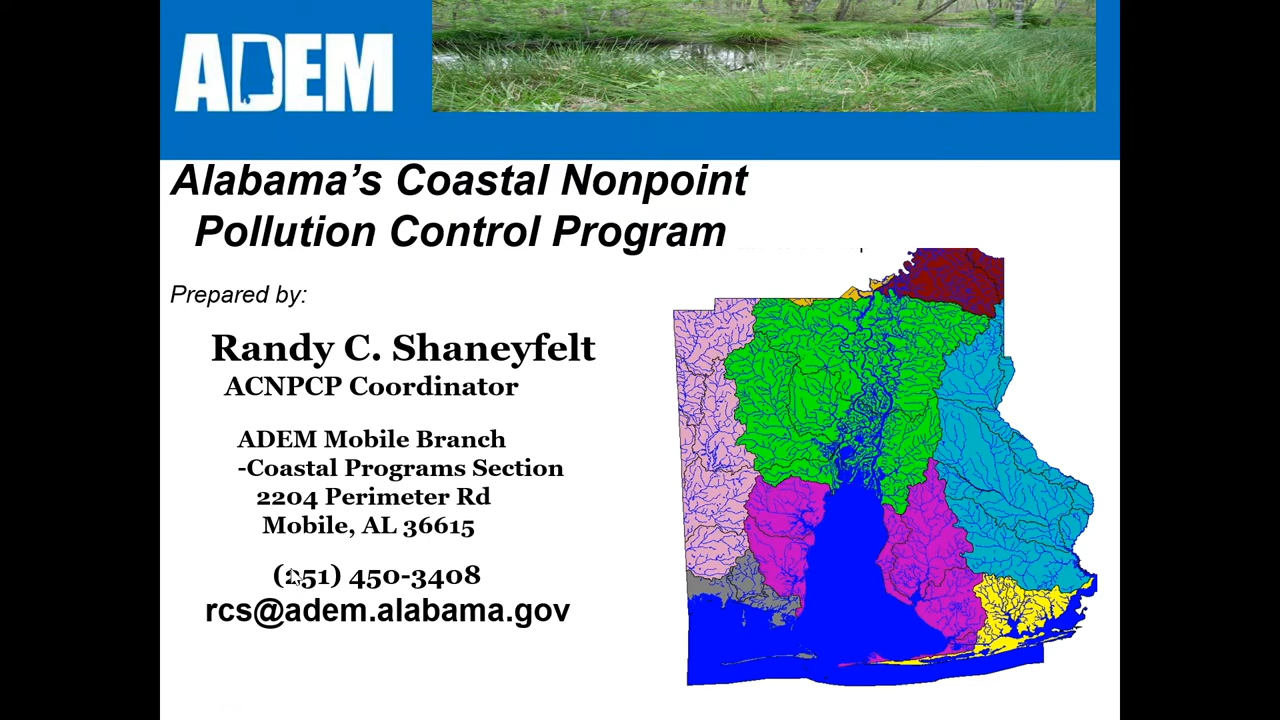 ADEM
Alabama's Coastal Nonpoint
Pollution Control Program
Prepared by:
Randy C. Shaneyfelt
ACNPCP Coordinator
ADEM Mobile Branch
-Coastal Programs Section
2204 Perimeter Rd
Mobile, AL 36615
(251) 450-3408
rcs@adem.alabama.gov